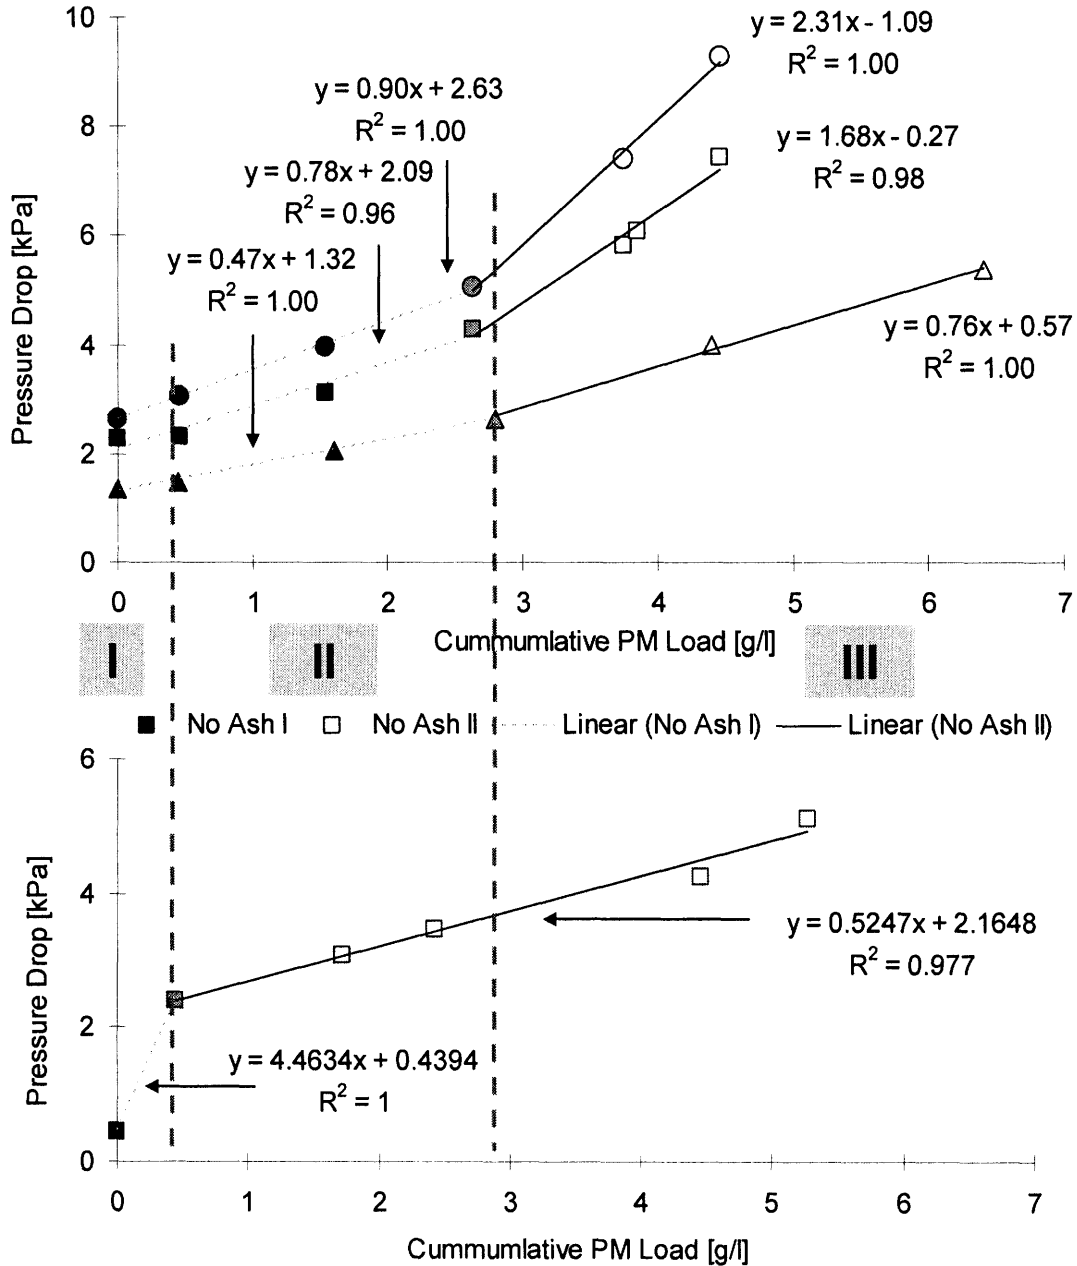 10
8
6
4
2
0
Pressure Drop [kPa]
y = 2.31x - 1.09
R² = 1.00
y = 0.90x + 2.63
R² = 1.00
y = 1.68x - 0.27
R² = 0.98
y = 0.78x + 2.09
R² = 0.96
y = 0.47x + 1.32
R² = 1.00
y = 0.76x + 0.57
R² = 1.00
0 1 2 3 4 5 6 7
Cummumlative PM Load [g/l]
I II III
No Ash I No Ash II Linear (No Ash I) Linear (No Ash II)
6
4
2
0
Pressure Drop [kPa]
y = 0.5247x + 2.1648
R² = 0.977
y = 4.4634x + 0.4394
R² = 1
0 1 2 3 4 5 6 7
Cummumlative PM Load [g/l]